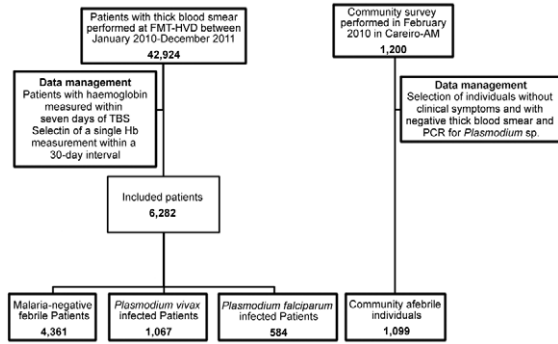 Patients with thick blood smear
performed at FMT-HVD between
January 2010-December 2011
42,924
Community survey
performed in February
2010 in Careiro-AM
1,200
Data management
Patients with haemoglobin
measured within
seven days of TBS
Selectin of a single Hb
measurement within a
30-day interval
Data management
Selection of individuals without
clinical symptoms and with
negative thick blood smear and
PCR for Plasmodium sp.
Included patients
6,282
Malaria-negative
febrile Patients
4,361
Plasmodium vivax
infected Patients
1,067
Plasmodium falciparum
infected Patients
584
Community afebrile
individuals
1,099